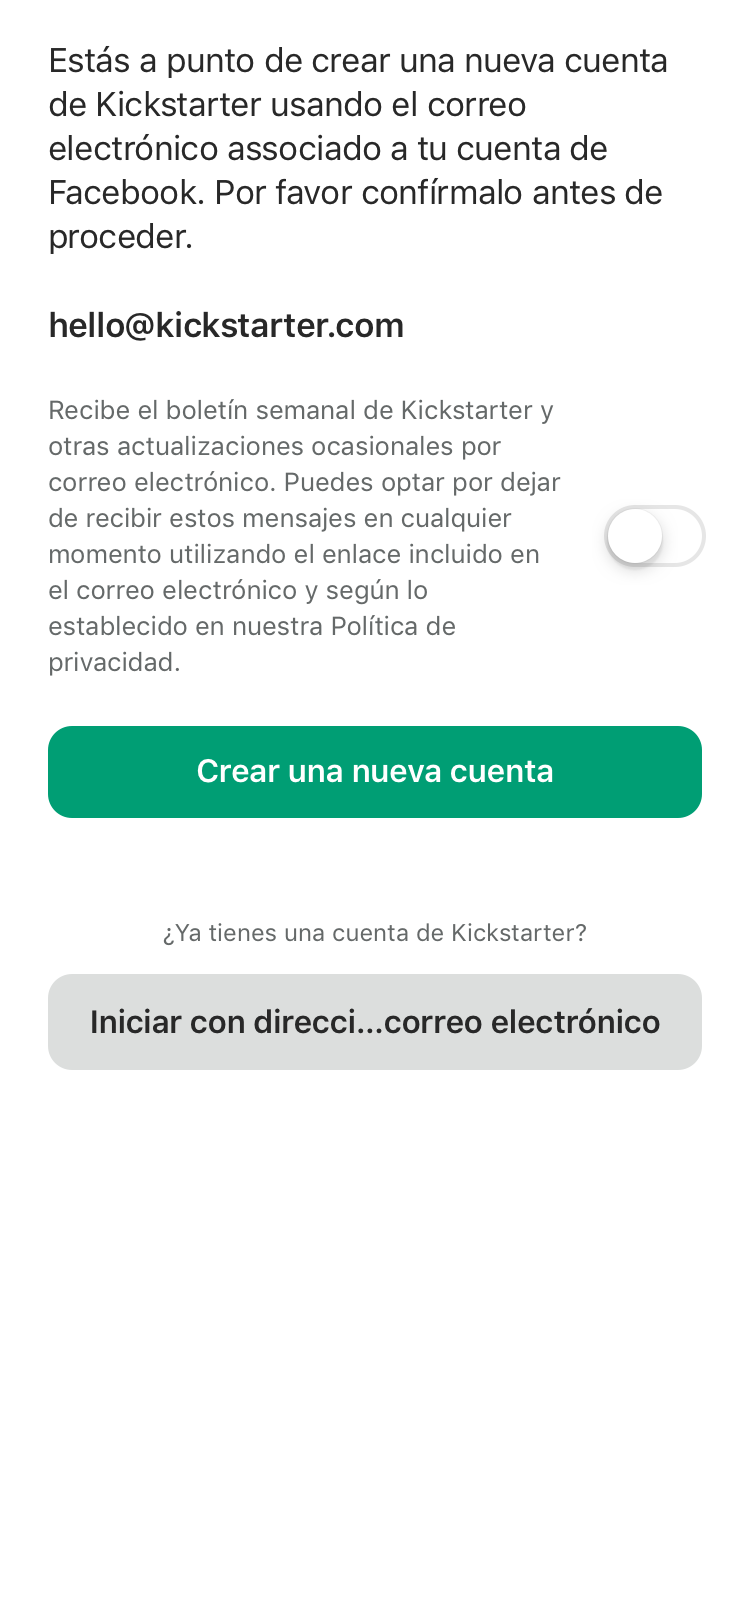 Estás a punto de crear una nueva cuenta
de Kickstarter usando el correo
electrónico associado a tu cuenta de
Facebook. Por favor confírmalo antes de
proceder.
hello@kickstarter.com
Recibe el boletín semanal de Kickstarter y
otras actualizaciones ocasionales por
correo electrónico. Puedes optar por dejar
de recibir estos mensajes en cualquier
momento utilizando el enlace incluido en
el correo electrónico y según lo
establecido en nuestra Política de
privacidad.
Crear una nueva cuenta
¿Ya tienes una cuenta de Kickstarter?
Iniciar con direcci...correo electrónico